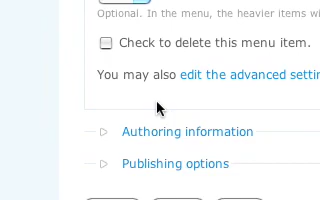 Optional. In the menu, the heavier items
Check to delete this menu item.
You may also edit the advanced
Authoring information
Publishing options